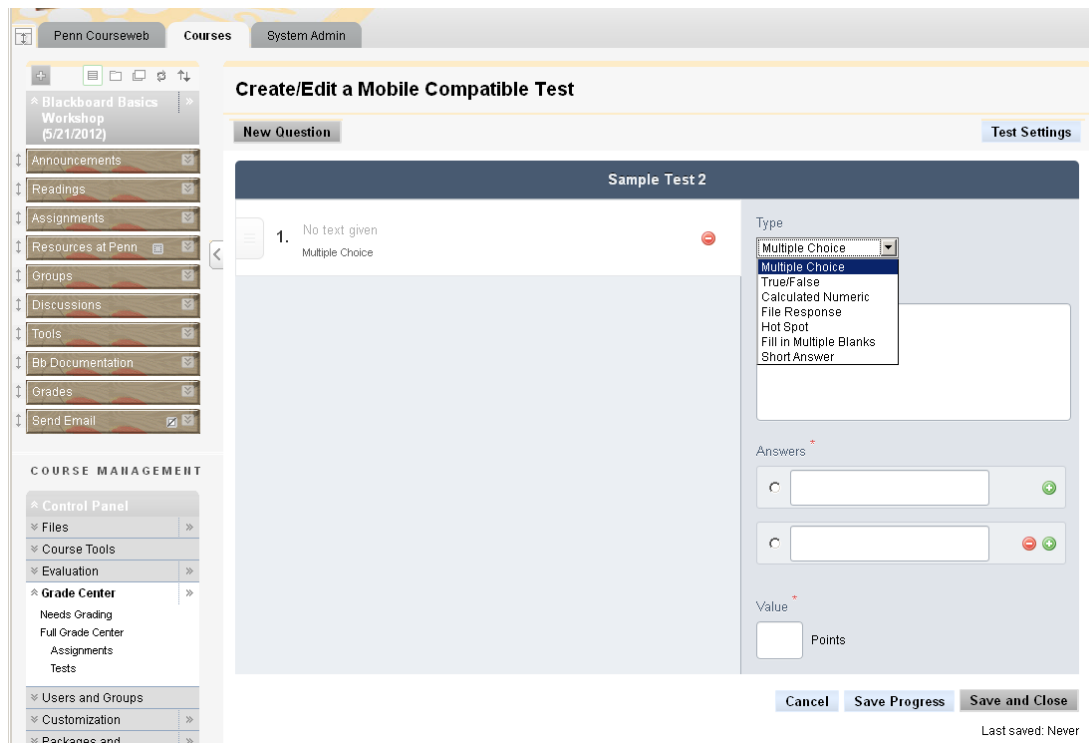 Penn Courseweb
Courses
System Admin
Blackboard Basics
Workshop
(5/21/2012)
Announcements
Readings
Assignments
Resources at Penn
Groups
Discussions
Tools
Bb Documentation
Grades
Send Email
COURSE MANAGEMENT
Control Panel
Files
Course Tools
Evaluation
Grade Center
Needs Grading
Full Grade Center
Assignments
Tests
Users and Groups
Customization
Packages and
Create/Edit a Mobile Compatible Test
New Question
Test Settings
Sample Test 2
1. No text given
Multiple Choice
Type
Multiple Choice
Multiple Choice
True/False
Calculated Numeric
File Response
Hot Spot
Fill in Multiple Blanks
Short Answer
Answers *
Value *
Points
Cancel
Save Progress
Save and Close
Last saved: Never